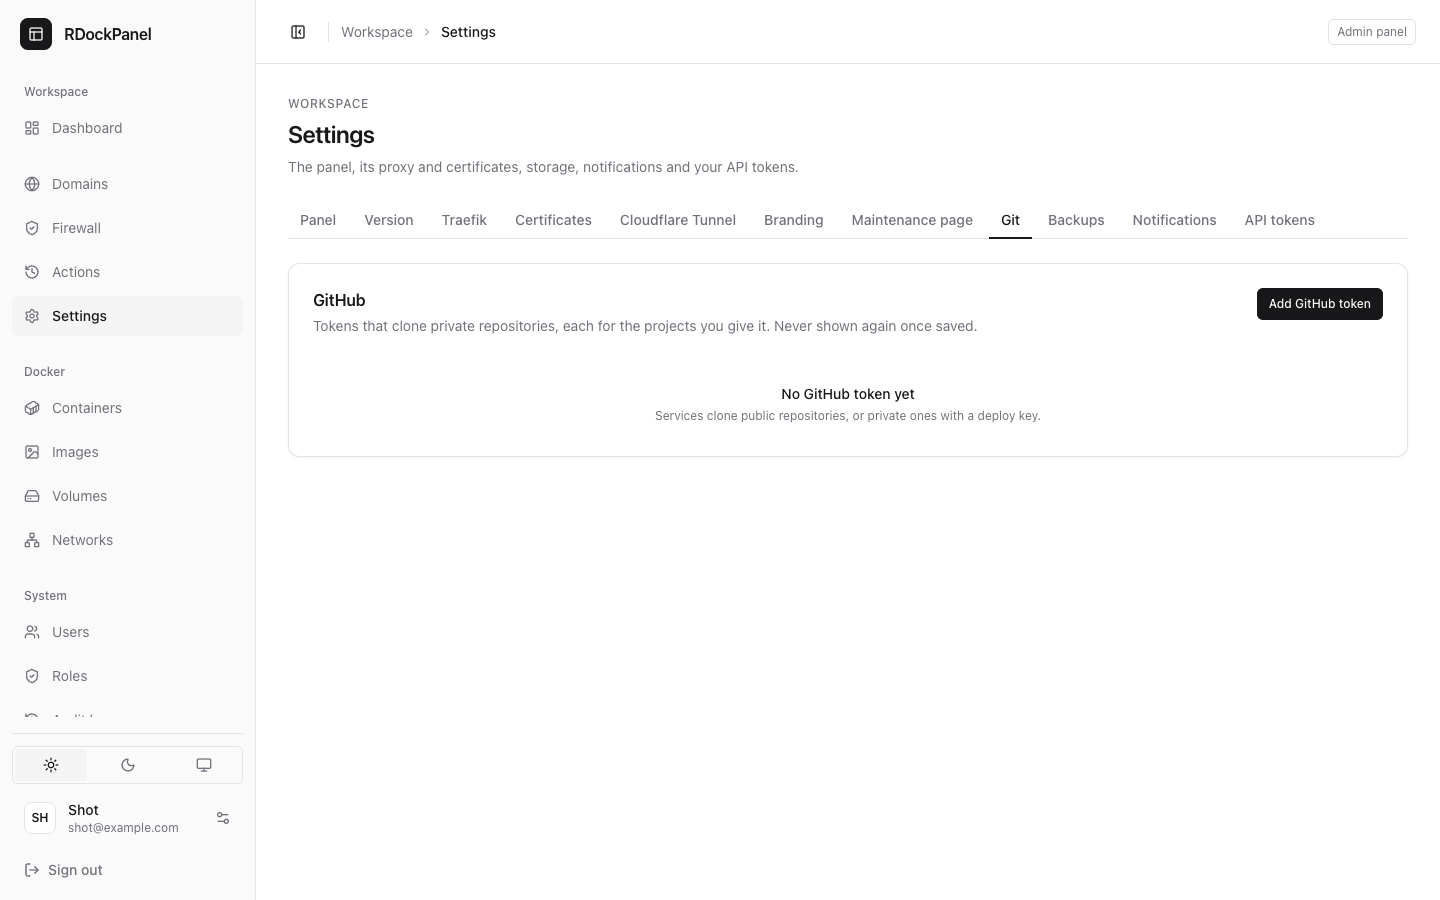 RDockPanel
Workspace
Dashboard
Domains
Firewall
Actions
Settings
Docker
Containers
Images
Volumes
Networks
System
Users
Roles
SH
Shot
shot@example.com
Sign out
Workspace > Settings
Admin panel
WORKSPACE
Settings
The panel, its proxy and certificates, storage, notifications and your API tokens.
Panel Version Traefik Certificates Cloudflare Tunnel Branding Maintenance page Git Backups Notifications API tokens
GitHub
Add GitHub token
Tokens that clone private repositories, each for the projects you give it. Never shown again once saved.
No GitHub token yet
Services clone public repositories, or private ones with a deploy key.